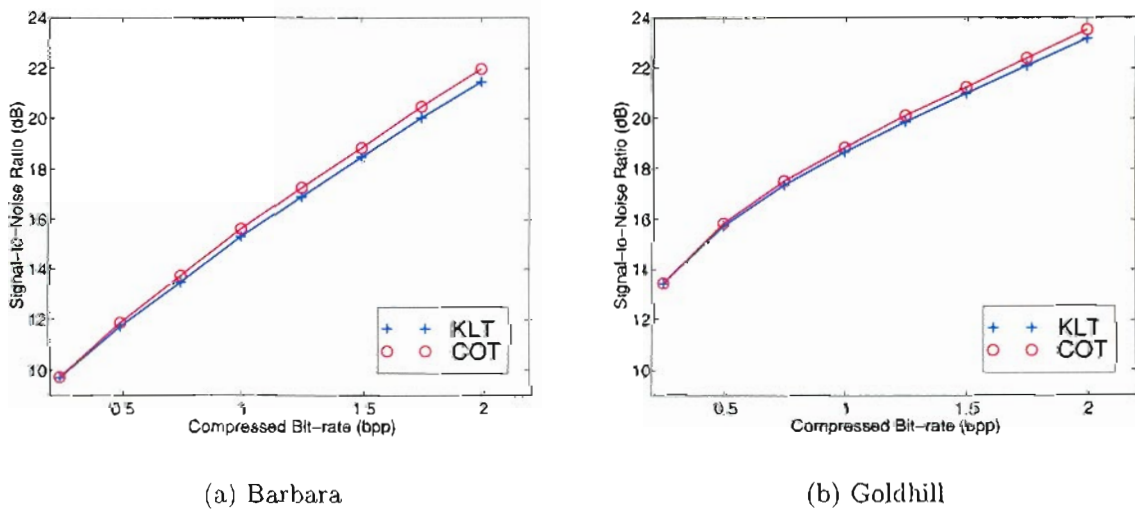 24
22
20
18
16
14
12
10
Signal-to-Noise Ratio (dB)
0.5
1
1.5
2
Compressed Bit-rate (bpp)
KLT
COT
(a) Barbara
24
22
20
18
16
14
12
10
Signal-to-Noise Ratio (dB)
0.5
1
1.5
2
Compressed Bit-rate (bpp)
KLT
COT
(b) Goldhill